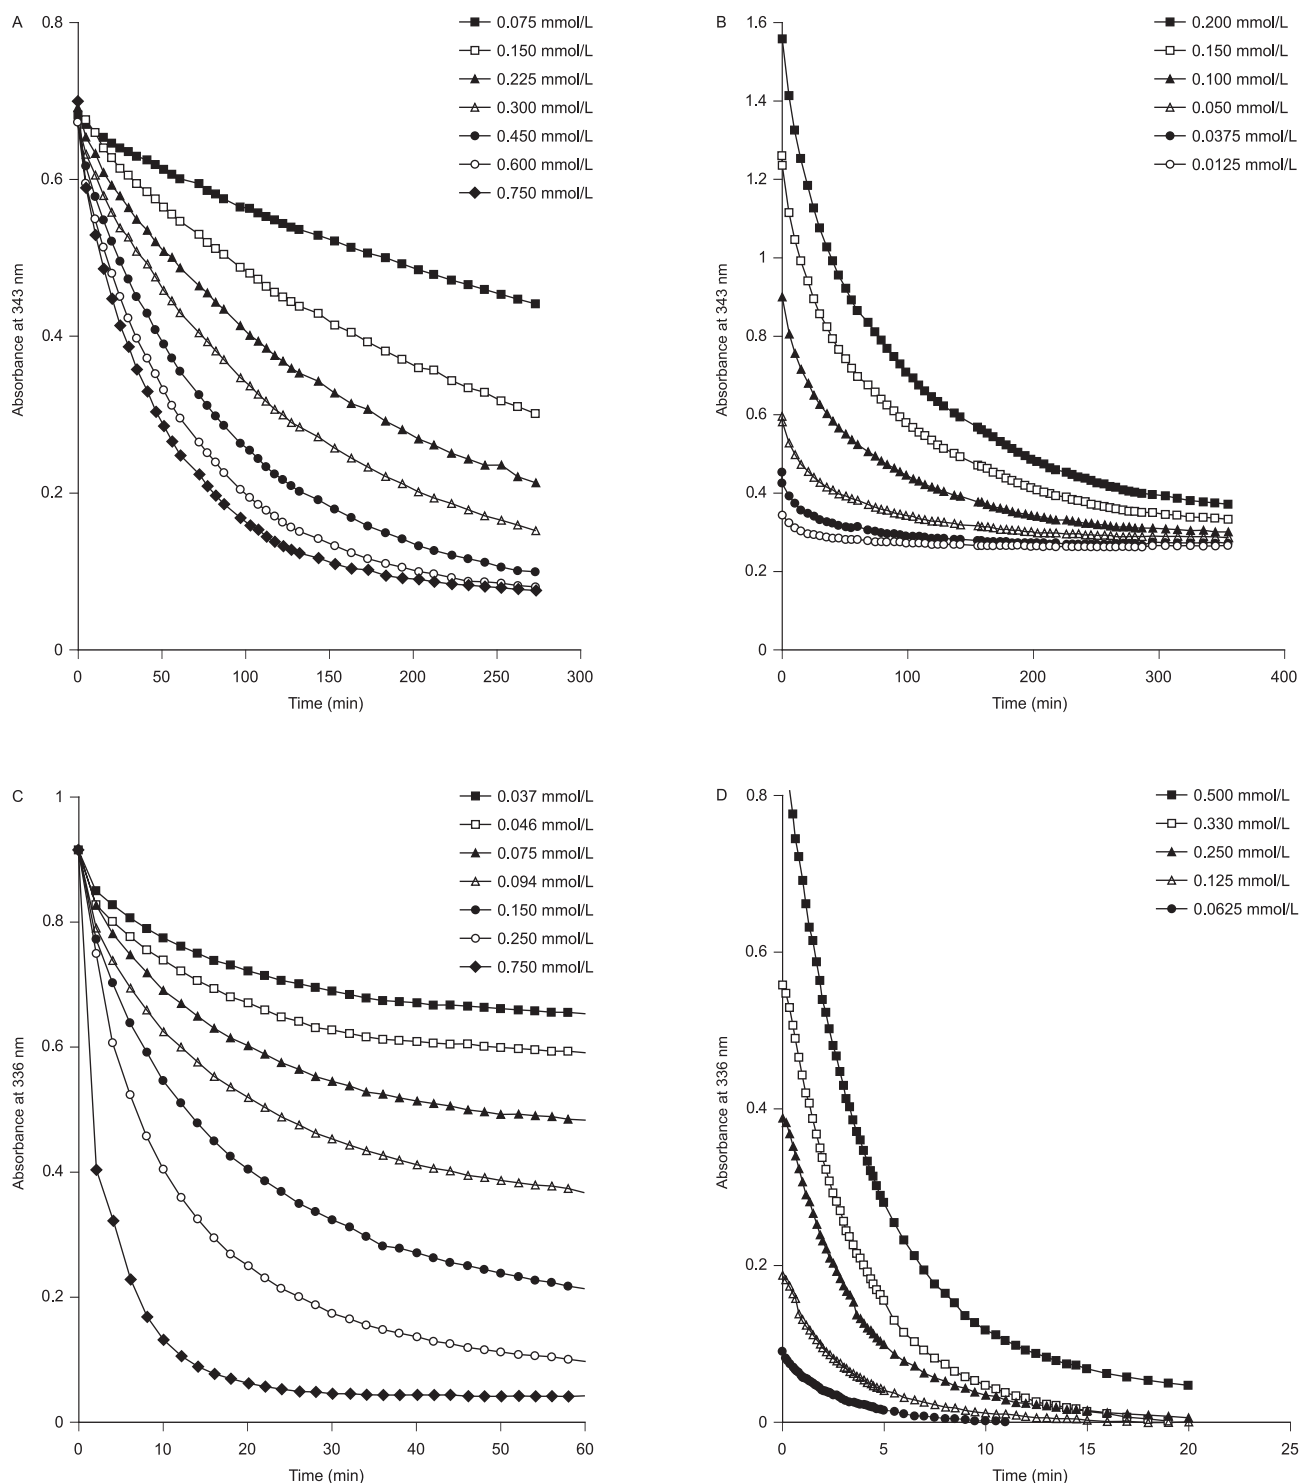 A
0.8
0.6
0.4
0.2
0
0
50
100
150
200
250
300
Absorbance at 343 nm
Time (min)
0.075 mmol/L
0.150 mmol/L
0.225 mmol/L
0.300 mmol/L
0.450 mmol/L
0.600 mmol/L
0.750 mmol/L
B
1.6
1.4
1.2
1.0
0.8
0.6
0.4
0.2
0
0
100
200
300
400
Absorbance at 343 nm
Time (min)
0.200 mmol/L
0.150 mmol/L
0.100 mmol/L
0.050 mmol/L
0.0375 mmol/L
0.0125 mmol/L
C
1
0.8
0.6
0.4
0.2
0
0
10
20
30
40
50
60
Absorbance at 336 nm
Time (min)
0.037 mmol/L
0.046 mmol/L
0.075 mmol/L
0.094 mmol/L
0.150 mmol/L
0.250 mmol/L
0.750 mmol/L
D
0.8
0.6
0.4
0.2
0
0
5
10
15
20
25
Absorbance at 336 nm
Time (min)
0.500 mmol/L
0.330 mmol/L
0.250 mmol/L
0.125 mmol/L
0.0625 mmol/L